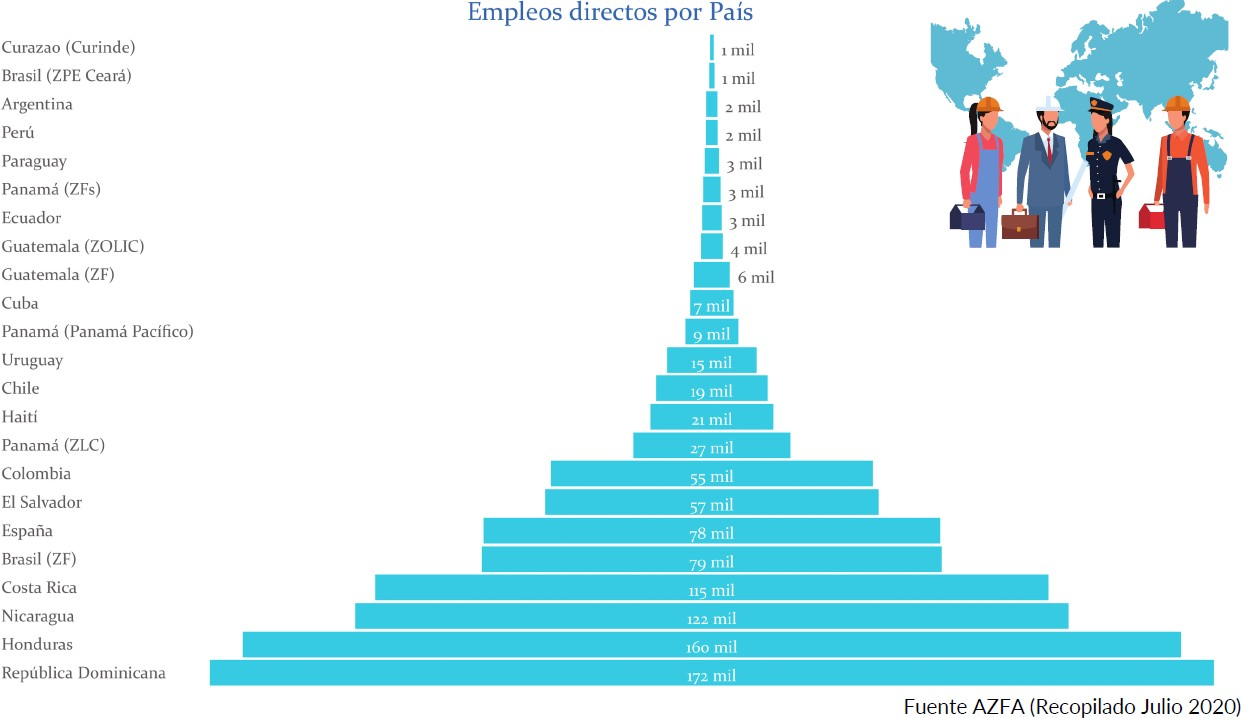 Empleos directos por País
Curazao (Curinde) 1 mil
Brasil (ZPE Ceará) 1 mil
Argentina 2 mil
Perú 2 mil
Paraguay 3 mil
Panamá (ZFs) 3 mil
Ecuador 3 mil
Guatemala (ZOLIC) 4 mil
Guatemala (ZF) 6 mil
Cuba 7 mil
Panamá (Panamá Pacífico) 9 mil
Uruguay 15 mil
Chile 19 mil
Haití 21 mil
Panamá (ZLC) 27 mil
Colombia 55 mil
El Salvador 57 mil
España 78 mil
Brasil (ZF) 79 mil
Costa Rica 115 mil
Nicaragua 122 mil
Honduras 160 mil
República Dominicana 172 mil
Fuente AZFA (Recopilado Julio 2020)